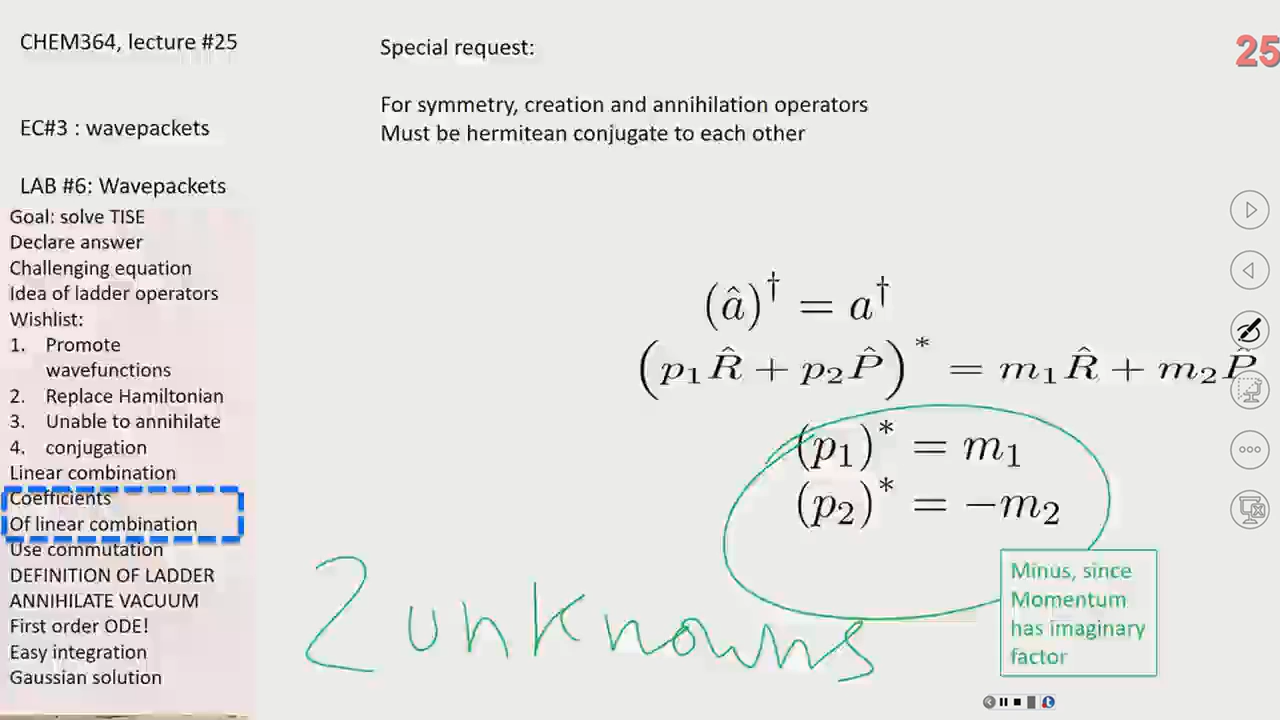 CHEM364, lecture #25
EC#3 : wavepackets
LAB #6: Wavepackets
Goal: solve TISE
Declare answer
Challenging equation
Idea of ladder operators
Wishlist:
1. Promote
wavefunctions
2. Replace Hamiltonian
3. Unable to annihilate
4. conjugation
Linear combination
Coefficients
Of linear combination
Use commutation
DEFINITION OF LADDER
ANNIHILATE VACUUM
First order ODE!
Easy integration
Gaussian solution
Special request:
For symmetry, creation and annihilation operators
Must be hermitean conjugate to each other
25
(â)† = a†
(p₁R̂ + p₂P̂)* = m₁R̂ + m₂P̂
(p₁)* = m₁
(p₂)* = −m₂
2 unknowns
Minus, since
Momentum
has imaginary
factor